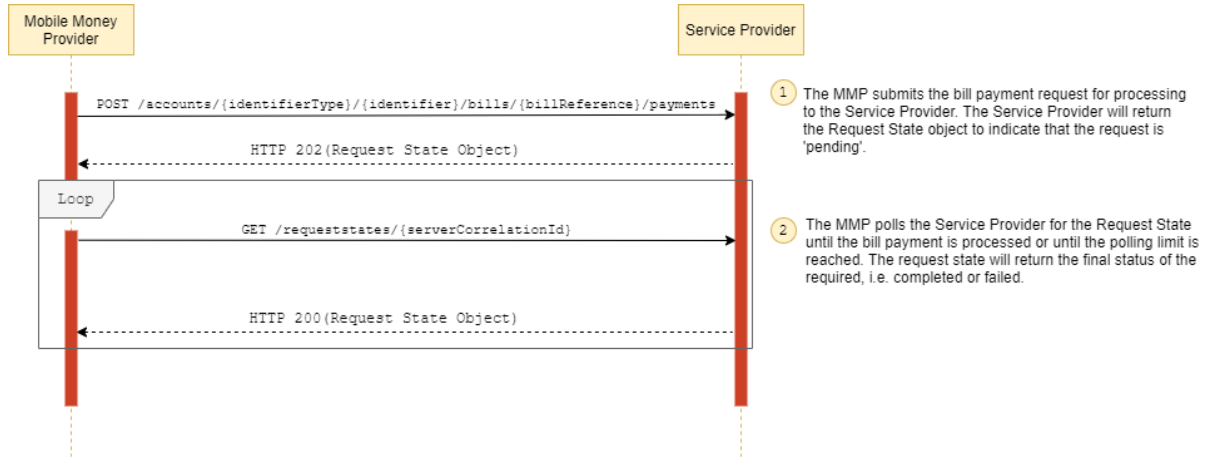 Mobile Money
Provider
Service Provider
POST /accounts/{identifierType}/{identifier}/bills/{billReference}/payments
1
The MMP submits the bill payment request for processing
to the Service Provider. The Service Provider will return
the Request State object to indicate that the request is
'pending'.
HTTP 202(Request State Object)
Loop
GET /requeststates/{serverCorrelationId}
2
The MMP polls the Service Provider for the Request State
until the bill payment is processed or until the polling limit is
reached. The request state will return the final status of the
required, i.e. completed or failed.
HTTP 200(Request State Object)